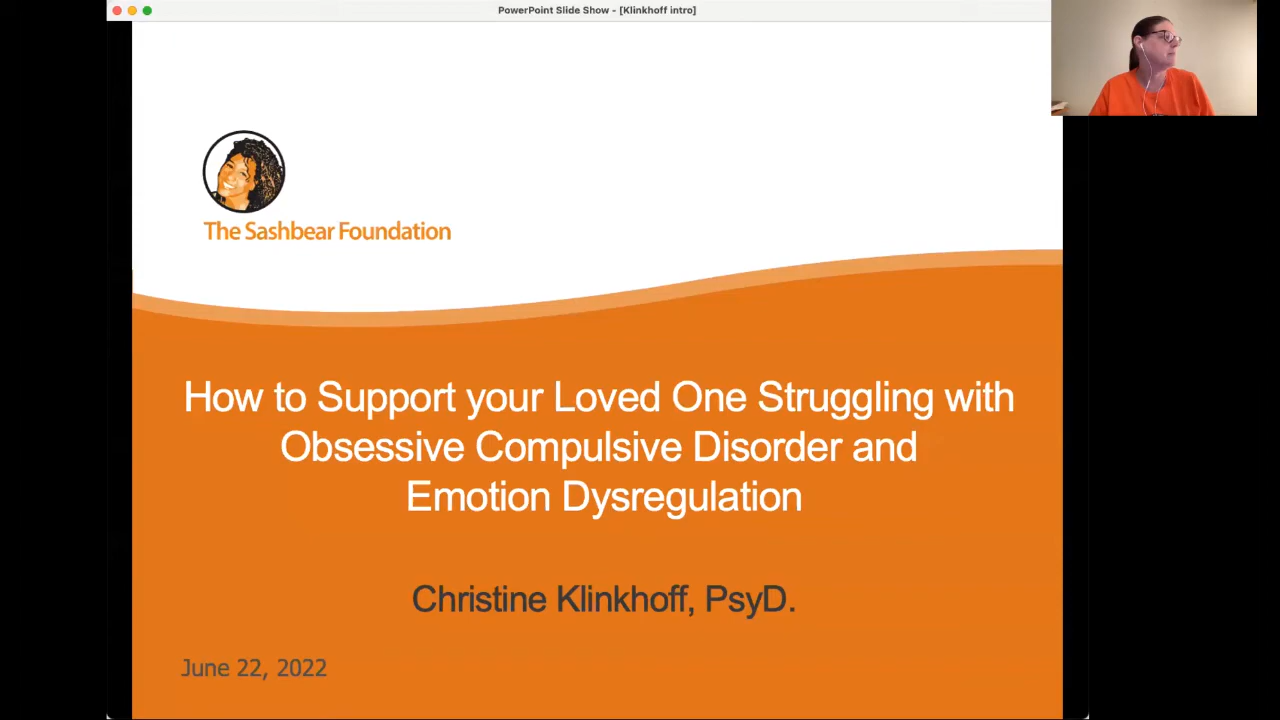 PowerPoint Slide Show - [Klinkhoff intro]
The Sashbear Foundation
How to Support your Loved One Struggling with
Obsessive Compulsive Disorder and
Emotion Dysregulation
Christine Klinkhoff, PsyD.
June 22, 2022